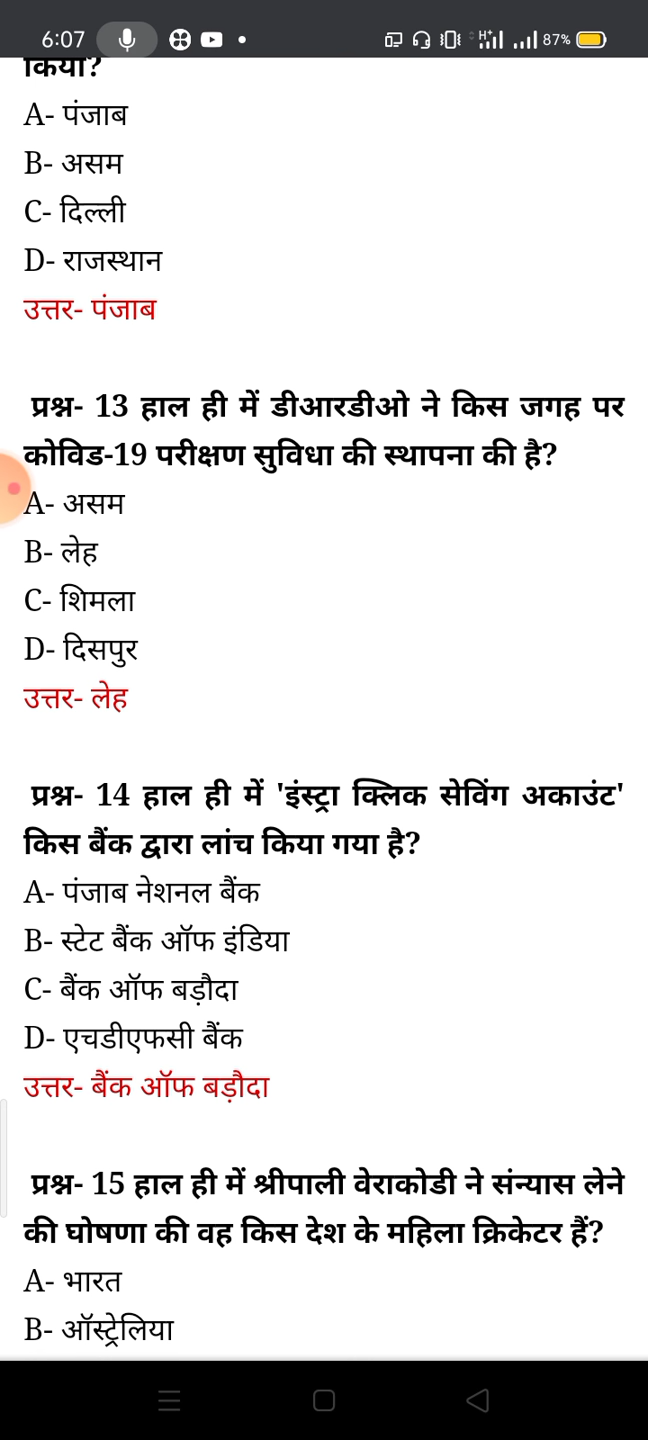 6:07
H+
87%
किया?
A- पंजाब
B- असम
C- दिल्ली
D- राजस्थान
उत्तर- पंजाब
प्रश्न- 13 हाल ही में डीआरडीओ ने किस जगह पर
कोविड-19 परीक्षण सुविधा की स्थापना की है?
A- असम
B- लेह
C- शिमला
D- दिसपुर
उत्तर- लेह
प्रश्न- 14 हाल ही में 'इंस्ट्रा क्लिक सेविंग अकाउंट'
किस बैंक द्वारा लांच किया गया है?
A- पंजाब नेशनल बैंक
B- स्टेट बैंक ऑफ इंडिया
C- बैंक ऑफ बड़ौदा
D- एचडीएफसी बैंक
उत्तर- बैंक ऑफ बड़ौदा
प्रश्न- 15 हाल ही में श्रीपाली वेराकोडी ने संन्यास लेने
की घोषणा की वह किस देश के महिला क्रिकेटर हैं?
A- भारत
B- ऑस्ट्रेलिया